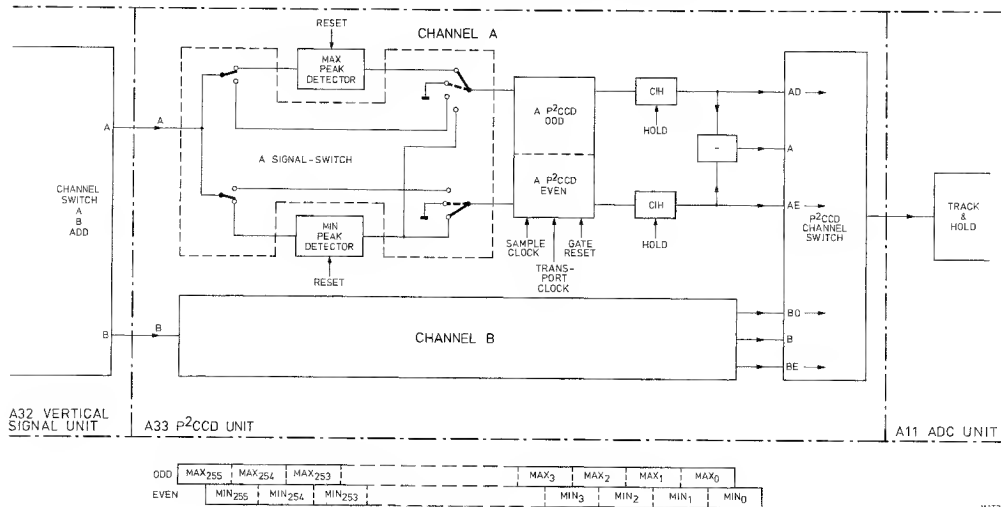 RESET
CHANNEL A
MAX
PEAK
DETECTOR
A
A
A SIGNAL-SWITCH
MIN
PEAK
DETECTOR
RESET
CHANNEL
SWITCH
A
B
ADD
A P²CCD
ODD
A P²CCD
EVEN
SAMPLE
CLOCK
TRANS-
PORT
CLOCK
GATE
RESET
C1H
HOLD
-
C1H
HOLD
AO
A
AE
P²CCD
CHANNEL
SWITCH
TRACK
&
HOLD
B
B
CHANNEL B
BO
B
BE
A32 VERTICAL
SIGNAL UNIT
A33 P²CCD UNIT
A11 ADC UNIT
ODD MAX₂₅₅ MAX₂₅₄ MAX₂₅₃ MAX₃ MAX₂ MAX₁ MAX₀
EVEN MIN₂₅₅ MIN₂₅₄ MIN₂₅₃ MIN₃ MIN₂ MIN₁ MIN₀